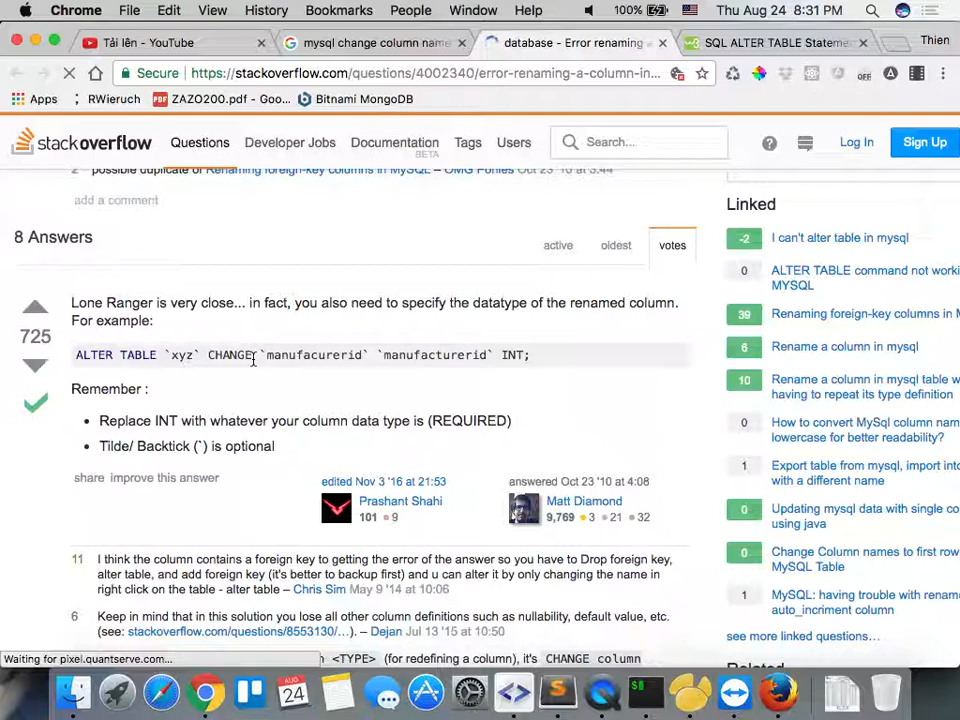 Chrome File Edit View History Bookmarks People Window Help 100% Thu Aug 24 8:31 PM
Tải lên - YouTube
mysql change column name
database - Error renaming
SQL ALTER TABLE Stateme
Thien
Secure https://stackoverflow.com/questions/4002340/error-renaming-a-column-in...
OFF
Apps RWieruch PDF ZAZO200.pdf - Goo... Bitnami MongoDB
stackoverflow Questions Developer Jobs Documentation BETA Tags Users Search... Log In Sign Up
2 possible duplicate of Renaming foreign-key columns in MySQL – OMG Ponies Oct 23 '10 at 3:44
add a comment
8 Answers
active oldest votes
725
Lone Ranger is very close... in fact, you also need to specify the datatype of the renamed column.
For example:
ALTER TABLE `xyz` CHANGE `manufacurerid` `manufacturerid` INT;
Remember :
Replace INT with whatever your column data type is (REQUIRED)
Tilde/ Backtick (`) is optional
share improve this answer
edited Nov 3 '16 at 21:53
Prashant Shahi
101 9
answered Oct 23 '10 at 4:08
Matt Diamond
9,769 3 21 32
11 I think the column contains a foreign key to getting the error of the answer so you have to Drop foreign key,
alter table, and add foreign key (it's better to backup first) and u can alter it by only changing the name in
right click on the table - alter table – Chris Sim May 9 '14 at 10:06
6 Keep in mind that in this solution you lose all other column definitions such as nullability, default value, etc.
(see: stackoverflow.com/questions/8553130/…). – Dejan Jul 13 '15 at 10:50
<TYPE> (for redefining a column), it's CHANGE column
Waiting for pixel.quantserve.com...
Linked
-2 I can't alter table in mysql
0 ALTER TABLE command not worki
MYSQL
39 Renaming foreign-key columns in M
6 Rename a column in mysql
10 Rename a column in mysql table w
having to repeat its type definition
0 How to convert MySql column nam
lowercase for better readability?
1 Export table from mysql, import into
with a different name
0 Updating mysql data with single co
using java
0 Change Column names to first row
MySQL Table
1 MySQL: having trouble with rename
auto_incriment column
see more linked questions…
Related
AUG
24